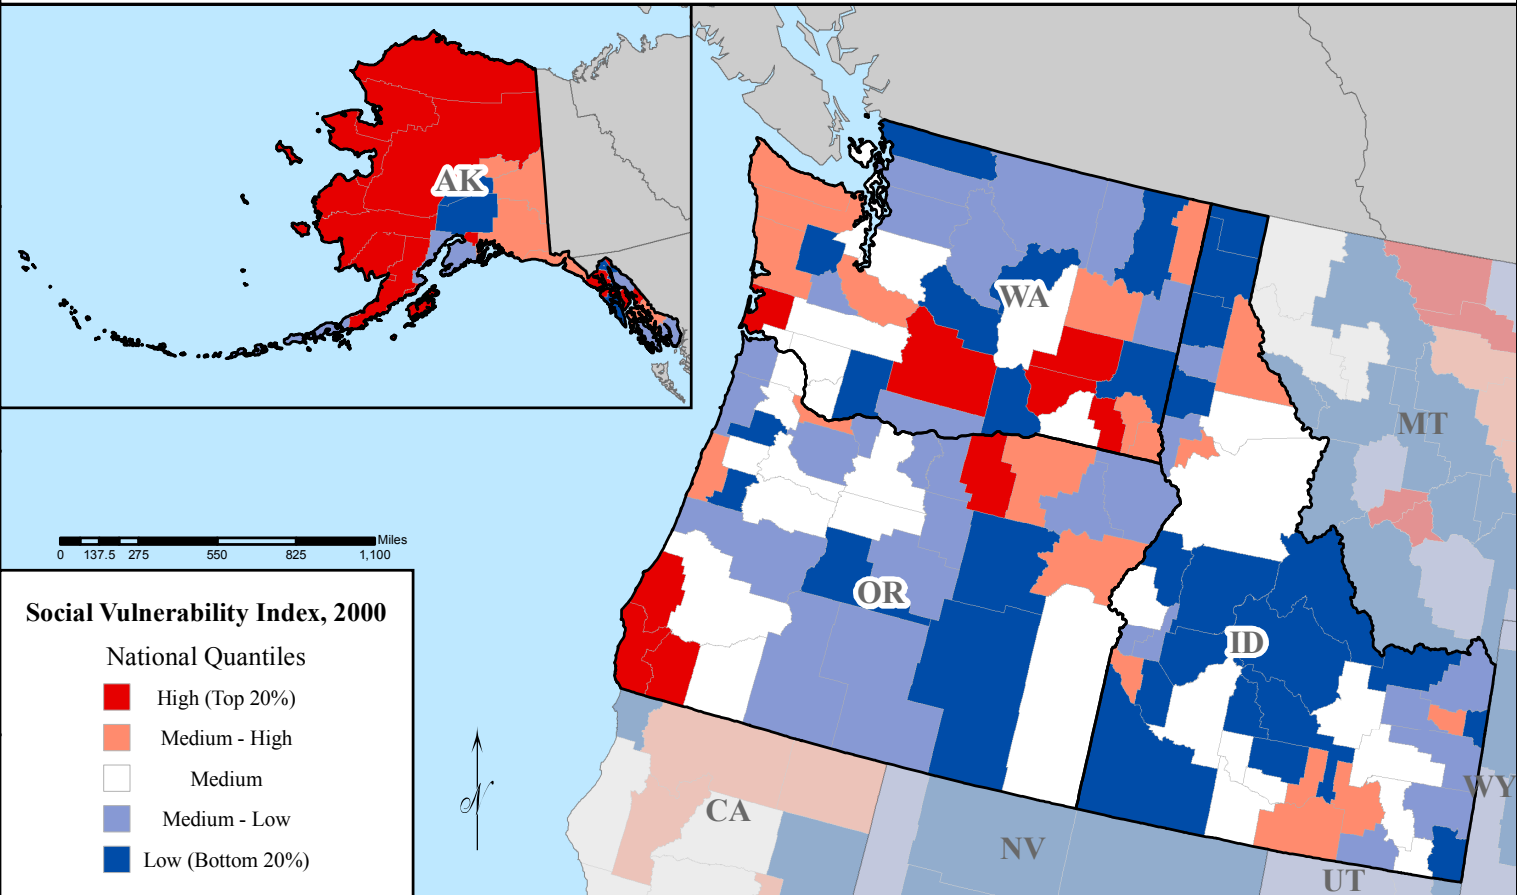 AK
WA
MT
OR
ID
WY
CA
NV
UT
Miles
0 137.5 275 550 825 1,100
Social Vulnerability Index, 2000
National Quantiles
High (Top 20%)
Medium - High
Medium
Medium - Low
Low (Bottom 20%)
N